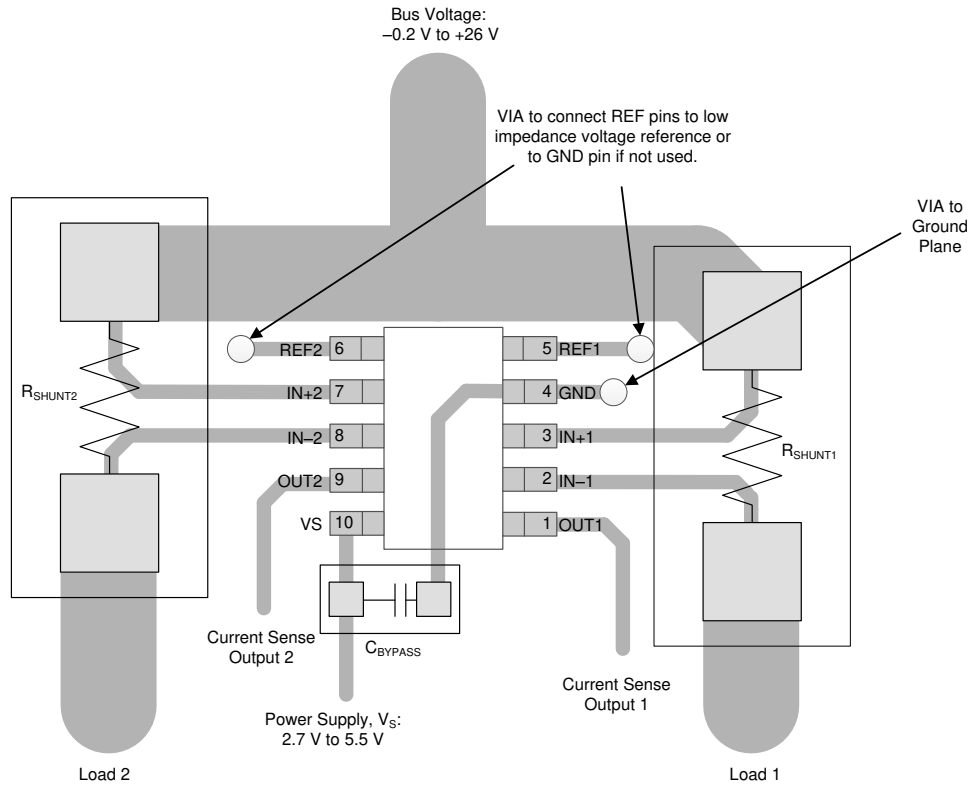 Bus Voltage:
–0.2 V to +26 V
VIA to connect REF pins to low
impedance voltage reference or
to GND pin if not used.
VIA to
Ground
Plane
REF2 6
5 REF1
IN+2 7
4 GND
RSHUNT2
IN–2 8
3 IN+1
RSHUNT1
OUT2 9
2 IN–1
VS 10
1 OUT1
Current Sense
Output 2
CBYPASS
Current Sense
Output 1
Power Supply, VS:
2.7 V to 5.5 V
Load 2
Load 1